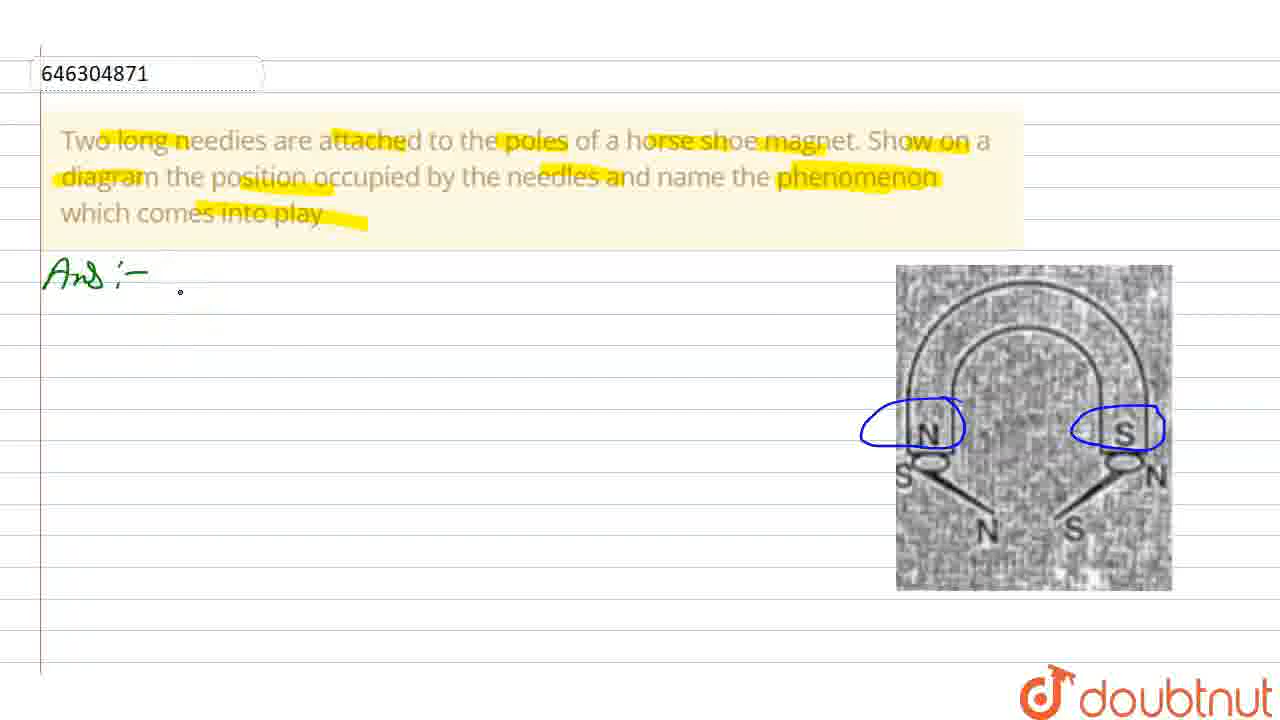 646304871
Two long needies are attached to the poles of a horse shoe magnet. Show on a
diagram the position occupied by the needles and name the phenomenon
which comes into play
Ans :-
N S
S N
N S
doubtnut